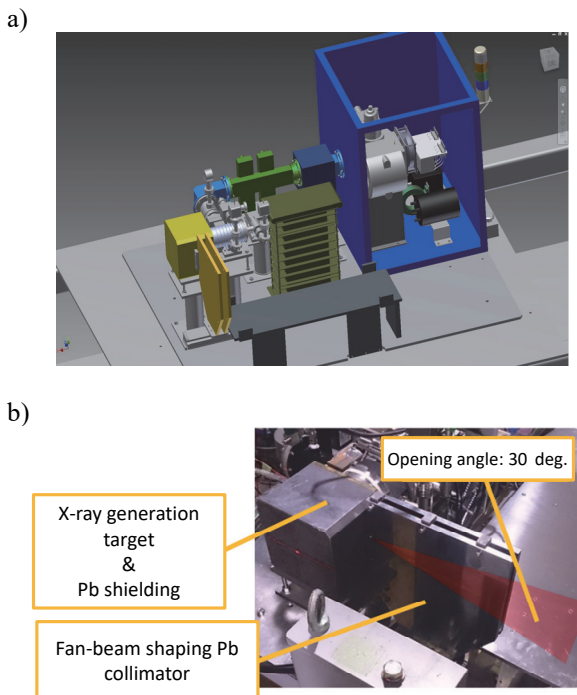 a)
b)
Opening angle: 30 deg.
X-ray generation
target
&
Pb shielding
Fan-beam shaping Pb
collimator